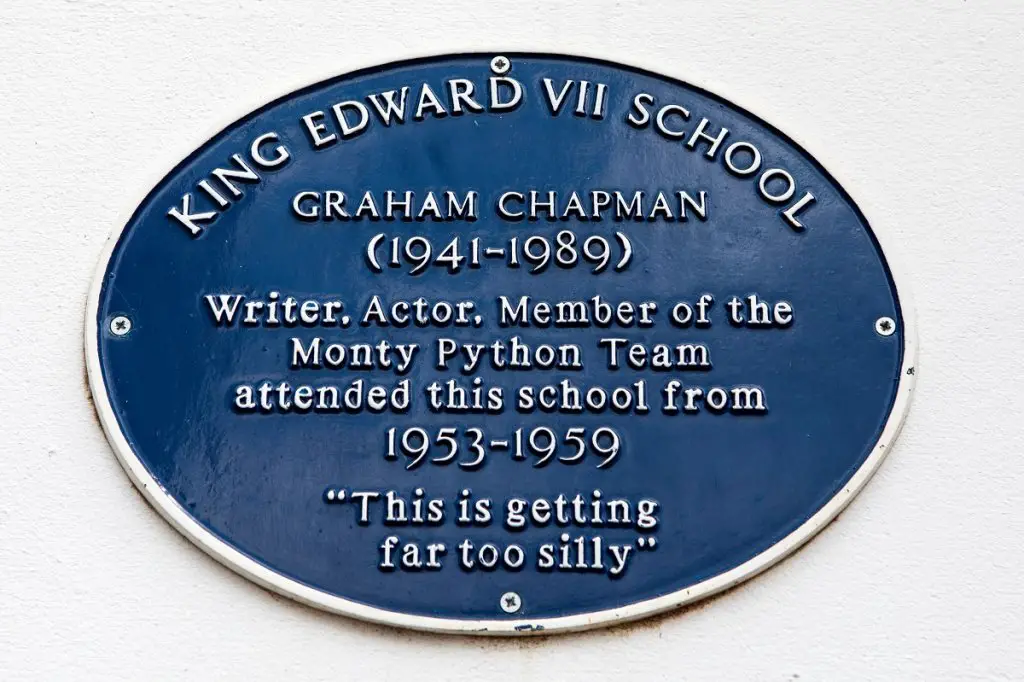 KING EDWARD VII SCHOOL
GRAHAM CHAPMAN
(1941-1989)
Writer, Actor, Member of the
Monty Python Team
attended this school from
1953-1959
“This is getting
far too silly”